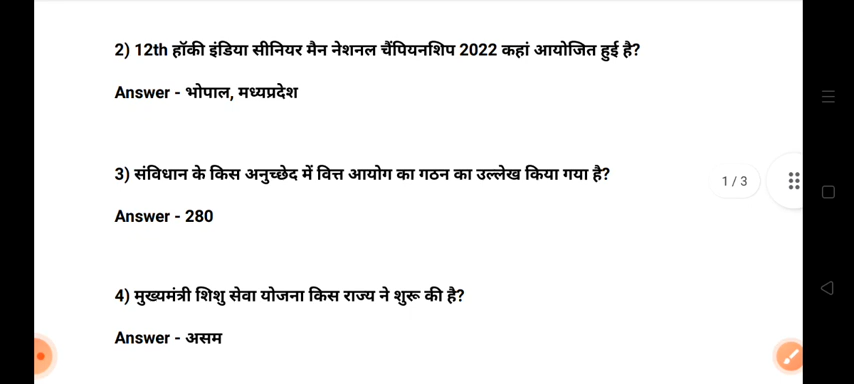 2) 12th हॉकी इंडिया सीनियर मैन नेशनल चैंपियनशिप 2022 कहां आयोजित हुई है?
Answer - भोपाल, मध्यप्रदेश
3) संविधान के किस अनुच्छेद में वित्त आयोग का गठन का उल्लेख किया गया है?
1 / 3
Answer - 280
4) मुख्यमंत्री शिशु सेवा योजना किस राज्य ने शुरू की है?
Answer - असम